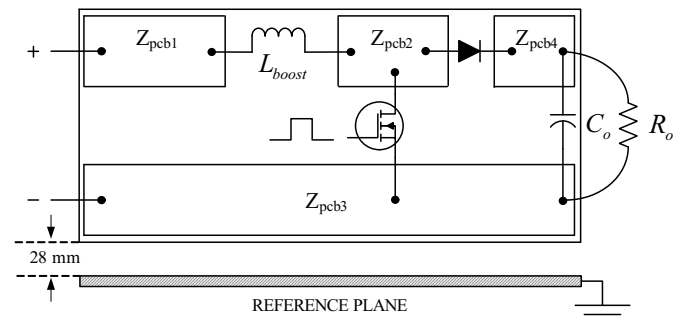 +
Z_pcb1
L_boost
Z_pcb2
Z_pcb4
C_o
R_o
−
Z_pcb3
28 mm
REFERENCE PLANE